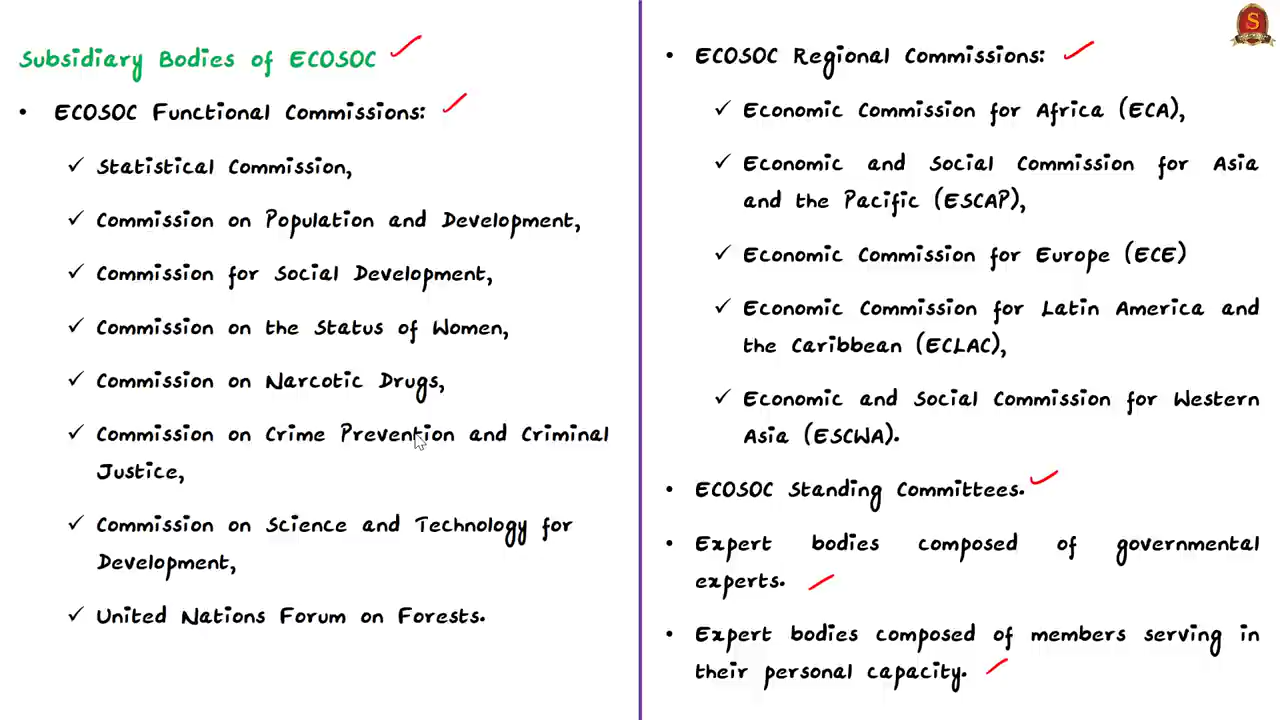 Subsidiary Bodies of ECOSOC
• ECOSOC Functional Commissions:
✓ Statistical Commission,
✓ Commission on Population and Development,
✓ Commission for Social Development,
✓ Commission on the Status of Women,
✓ Commission on Narcotic Drugs,
✓ Commission on Crime Prevention and Criminal
Justice,
✓ Commission on Science and Technology for
Development,
✓ United Nations Forum on Forests.
• ECOSOC Regional Commissions:
✓ Economic Commission for Africa (ECA),
✓ Economic and Social Commission for Asia
and the Pacific (ESCAP),
✓ Economic Commission for Europe (ECE)
✓ Economic Commission for Latin America and
the Caribbean (ECLAC),
✓ Economic and Social Commission for Western
Asia (ESCWA).
• ECOSOC Standing Committees.
• Expert bodies composed of governmental
experts.
• Expert bodies composed of members serving in
their personal capacity.
S